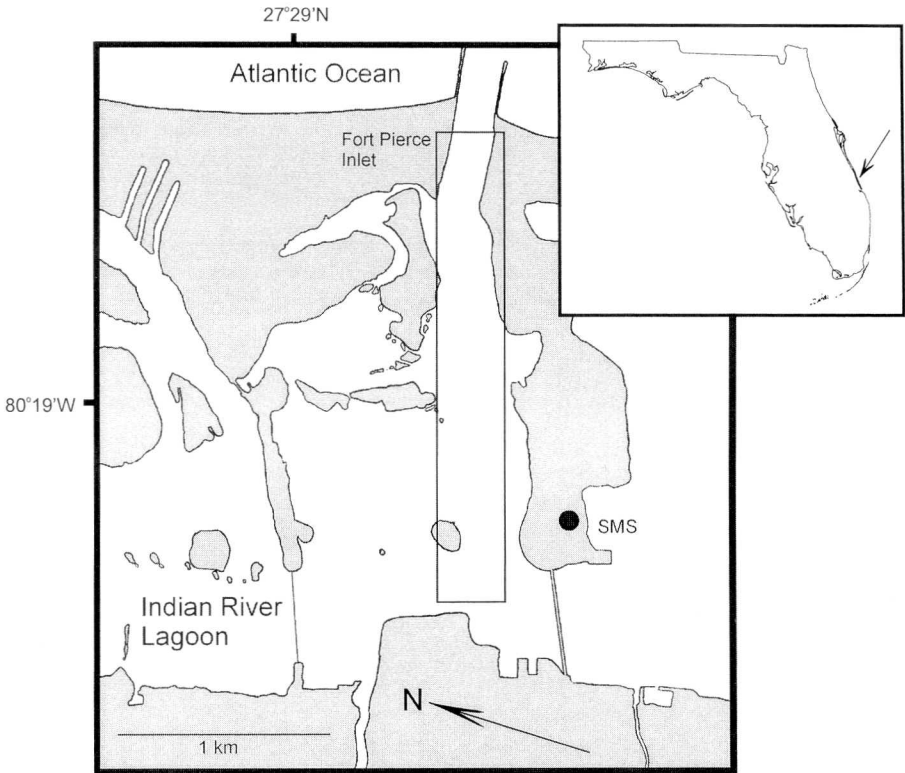 27°29'N
Atlantic Ocean
Fort Pierce
Inlet
80°19'W
SMS
Indian River
Lagoon
N
1 km